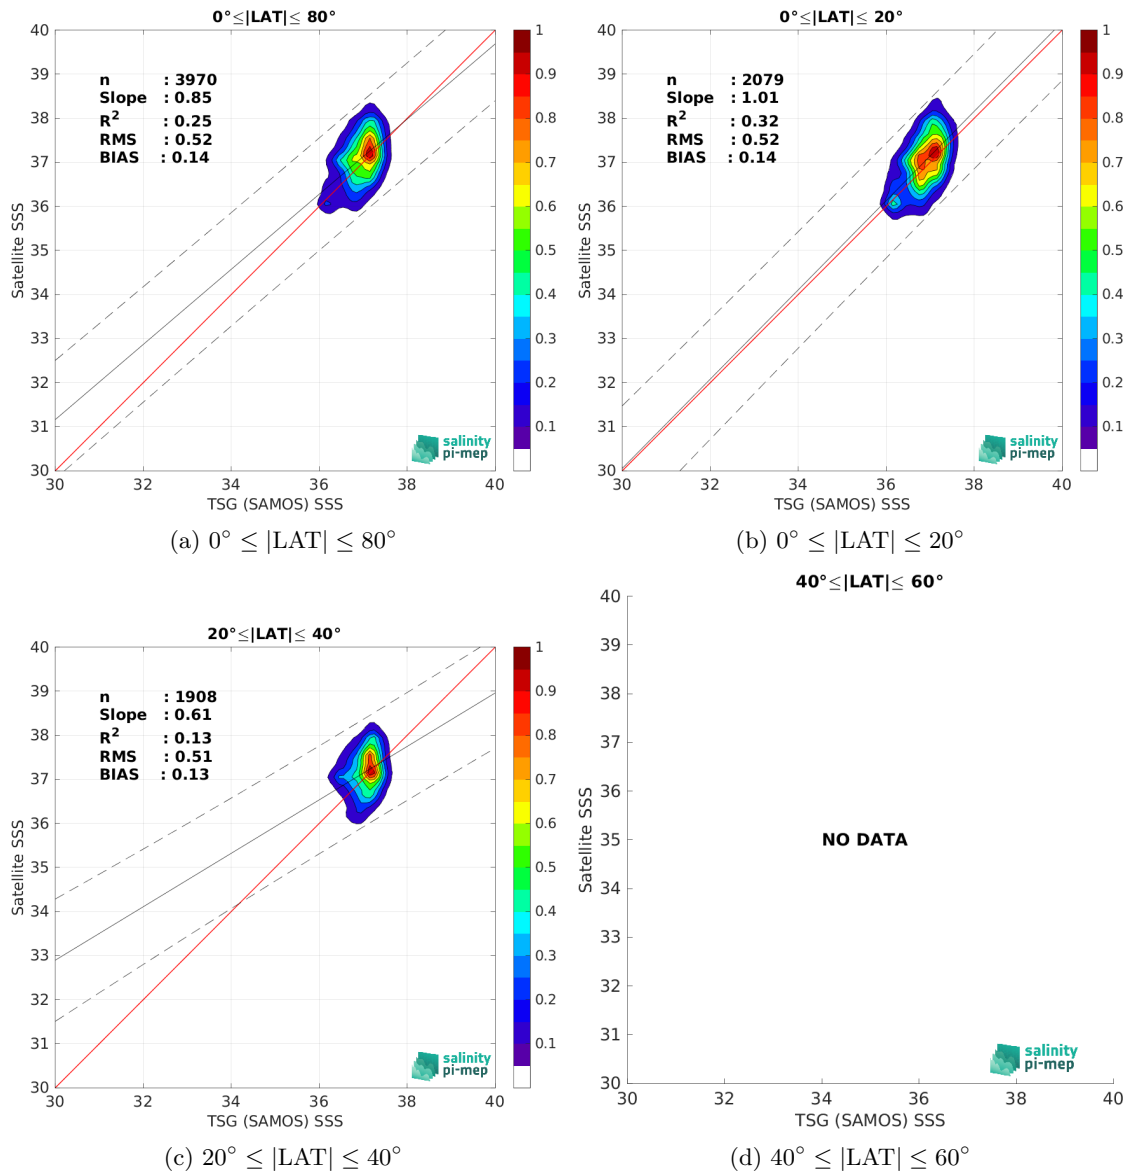 0°≤|LAT|≤ 80°
n : 3970
Slope : 0.85
R² : 0.25
RMS : 0.52
BIAS : 0.14
40
39
38
37
36
35
34
33
32
31
30
Satellite SSS
30 32 34 36 38 40
TSG (SAMOS) SSS
1
0.9
0.8
0.7
0.6
0.5
0.4
0.3
0.2
0.1
salinity
pi-mep
(a) 0° ≤ |LAT| ≤ 80°
0°≤|LAT|≤ 20°
n : 2079
Slope : 1.01
R² : 0.32
RMS : 0.52
BIAS : 0.14
40
39
38
37
36
35
34
33
32
31
30
Satellite SSS
30 32 34 36 38 40
TSG (SAMOS) SSS
1
0.9
0.8
0.7
0.6
0.5
0.4
0.3
0.2
0.1
salinity
pi-mep
(b) 0° ≤ |LAT| ≤ 20°
20°≤|LAT|≤ 40°
n : 1908
Slope : 0.61
R² : 0.13
RMS : 0.51
BIAS : 0.13
40
39
38
37
36
35
34
33
32
31
30
Satellite SSS
30 32 34 36 38 40
TSG (SAMOS) SSS
1
0.9
0.8
0.7
0.6
0.5
0.4
0.3
0.2
0.1
salinity
pi-mep
(c) 20° ≤ |LAT| ≤ 40°
40°≤|LAT|≤ 60°
40
39
38
37
36
35
34
33
32
31
30
Satellite SSS
NO DATA
30 32 34 36 38 40
TSG (SAMOS) SSS
salinity
pi-mep
(d) 40° ≤ |LAT| ≤ 60°